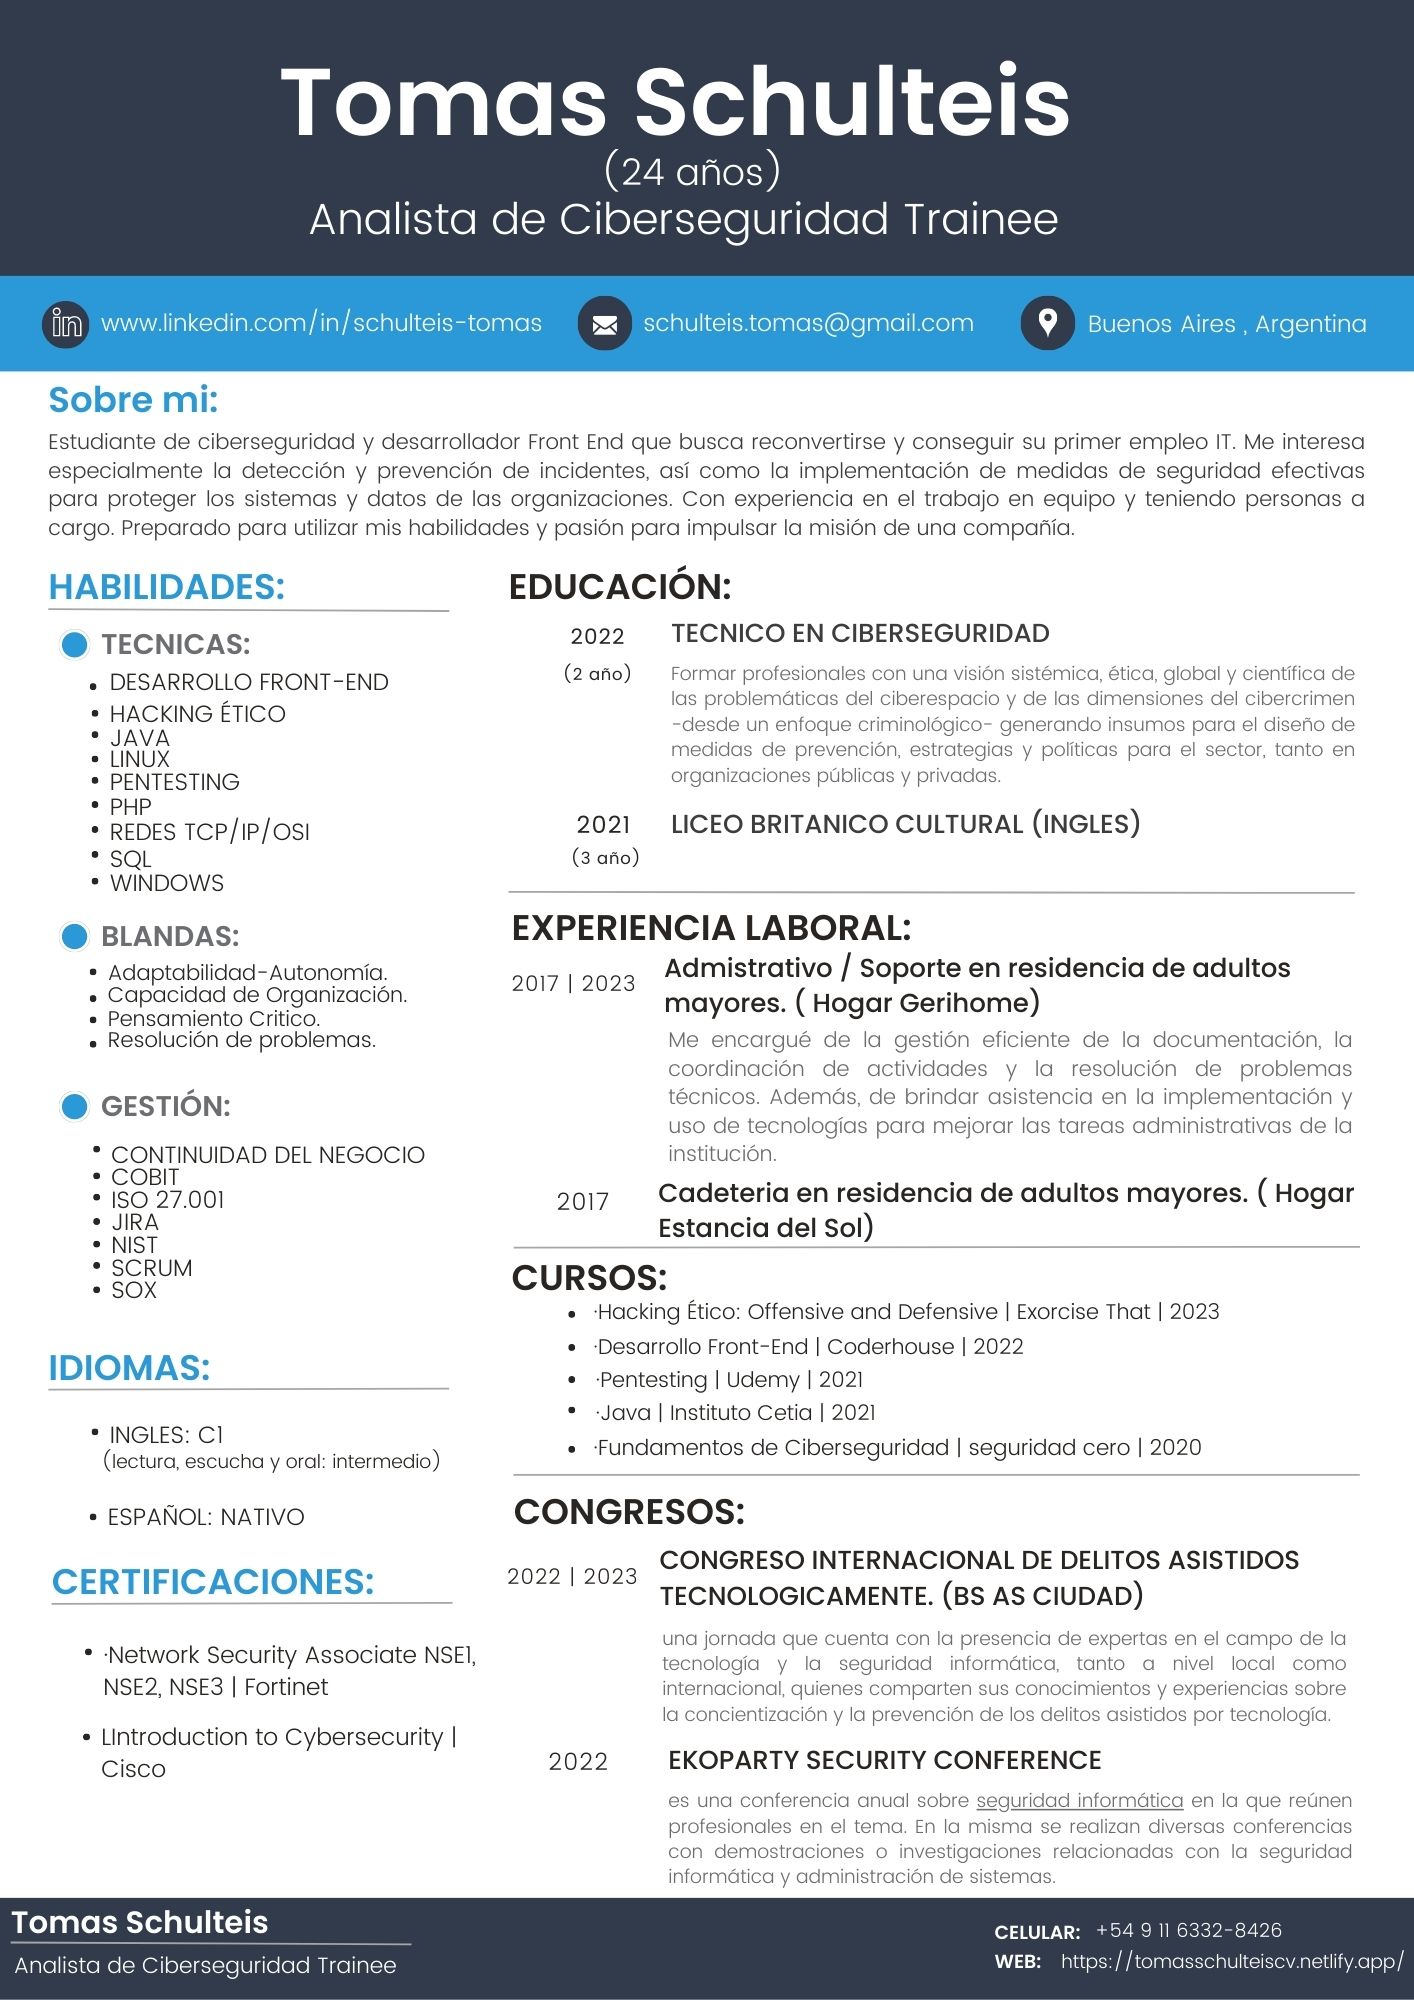 Tomas Schulteis
(24 años)
Analista de Ciberseguridad Trainee
in www.linkedin.com/in/schulteis-tomas
schulteis.tomas@gmail.com
Buenos Aires , Argentina
Sobre mi:
Estudiante de ciberseguridad y desarrollador Front End que busca reconvertirse y conseguir su primer empleo IT. Me interesa
especialmente la detección y prevención de incidentes, así como la implementación de medidas de seguridad efectivas
para proteger los sistemas y datos de las organizaciones. Con experiencia en el trabajo en equipo y teniendo personas a
cargo. Preparado para utilizar mis habilidades y pasión para impulsar la misión de una compañía.
HABILIDADES:
TECNICAS:
• DESARROLLO FRONT-END
• HACKING ÉTICO
• JAVA
• LINUX
• PENTESTING
• PHP
• REDES TCP/IP/OSI
• SQL
• WINDOWS
BLANDAS:
• Adaptabilidad-Autonomía.
• Capacidad de Organización.
• Pensamiento Critico.
• Resolución de problemas.
GESTIÓN:
• CONTINUIDAD DEL NEGOCIO
• COBIT
• ISO 27.001
• JIRA
• NIST
• SCRUM
• SOX
IDIOMAS:
• INGLES: C1
(lectura, escucha y oral: intermedio)
• ESPAÑOL: NATIVO
CERTIFICACIONES:
• ·Network Security Associate NSE1,
NSE2, NSE3 | Fortinet
• LIntroduction to Cybersecurity |
Cisco
EDUCACIÓN:
2022
(2 año)
TECNICO EN CIBERSEGURIDAD
Formar profesionales con una visión sistémica, ética, global y científica de
las problemáticas del ciberespacio y de las dimensiones del cibercrimen
-desde un enfoque criminológico- generando insumos para el diseño de
medidas de prevención, estrategias y políticas para el sector, tanto en
organizaciones públicas y privadas.
2021
(3 año)
LICEO BRITANICO CULTURAL (INGLES)
EXPERIENCIA LABORAL:
2017 | 2023
Admistrativo / Soporte en residencia de adultos
mayores. ( Hogar Gerihome)
Me encargué de la gestión eficiente de la documentación, la
coordinación de actividades y la resolución de problemas
técnicos. Además, de brindar asistencia en la implementación y
uso de tecnologías para mejorar las tareas administrativas de la
institución.
2017
Cadeteria en residencia de adultos mayores. ( Hogar
Estancia del Sol)
CURSOS:
• ·Hacking Ético: Offensive and Defensive | Exorcise That | 2023
• ·Desarrollo Front-End | Coderhouse | 2022
• ·Pentesting | Udemy | 2021
• ·Java | Instituto Cetia | 2021
• ·Fundamentos de Ciberseguridad | seguridad cero | 2020
CONGRESOS:
2022 | 2023
CONGRESO INTERNACIONAL DE DELITOS ASISTIDOS
TECNOLOGICAMENTE. (BS AS CIUDAD)
una jornada que cuenta con la presencia de expertas en el campo de la
tecnología y la seguridad informática, tanto a nivel local como
internacional, quienes comparten sus conocimientos y experiencias sobre
la concientización y la prevención de los delitos asistidos por tecnología.
2022
EKOPARTY SECURITY CONFERENCE
es una conferencia anual sobre seguridad informática en la que reúnen
profesionales en el tema. En la misma se realizan diversas conferencias
con demostraciones o investigaciones relacionadas con la seguridad
informática y administración de sistemas.
Tomas Schulteis
Analista de Ciberseguridad Trainee
CELULAR: +54 9 11 6332-8426
WEB: https://tomasschulteiscv.netlify.app/